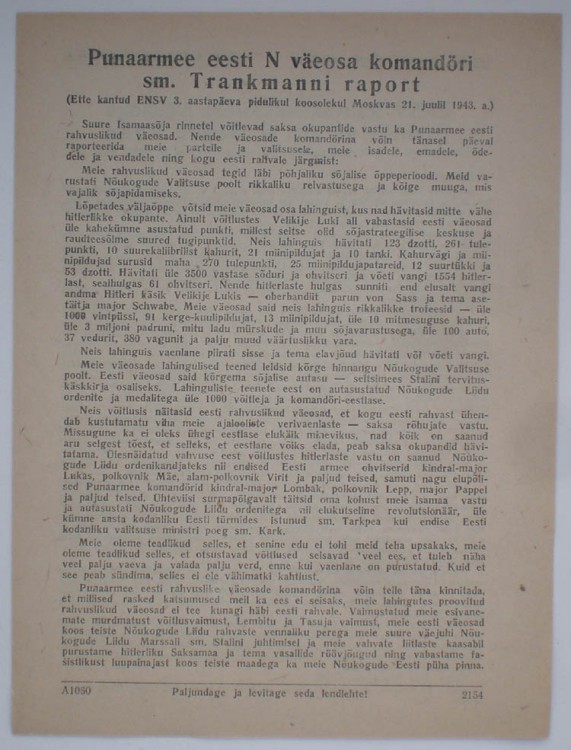 Punaarmee eesti N väeosa komandöri
sm. Trankmanni raport
(Ette kantud ENSV 3. aastapäeva pidulikul koosolekul Moskvas 21. juulil 1943. a.)
Suure Isamaasõja rinnetel võitlevad saksa okupantide vastu ka Punaarmee eesti
rahvuslikud väeosad. Nende väeosade komandörina võin tänasel päeval
raporteerida meie parteile ja valitsusele, meie isadele, emadele, õde-
dele ja vendadele ning kogu eesti rahvale järgmist:
Meie rahvuslikud väeosad tegid läbi põhjaliku sõjalise õppeperioodi. Meid va-
rustati Nõukogude Valitsuse poolt rikkaliku relvastusega ja kõige muuga, mis
vajalik sõjapidamiseks.
Lõpetades väljaõppe võtsid meie väeosad osa lahinguist, kus nad hävitasid mitte vähe
hitlerlikke okupante. Ainult võitlustes Velikije Luki all vabastasid eesti väeosad
üle kahekümne asustatud punkti, millest seitse olid sõjastrateegilise keskuse ja
raudteesõlme suured tugipunktid. Neis lahinguis hävitati 123 dzotti, 261 tule-
punkti, 10 suurekaliibrilist kahurit, 21 miinipildujat ja 10 tanki. Kahurvägi ja mii-
nipildujad surusid maha 270 tulepunkti, 25 miinipildujapatareid, 12 suurtükki ja
53 dzotti. Hävitati üle 3500 vastase sõduri ja ohvitseri ja võeti vangi 1554 hitler-
last, sealhulgas 61 ohvitseri. Nende hitlerlaste hulgas sunniti end elusalt vangi
andma Hitleri käsik Velikije Lukis — oberbandiit parun von Sass ja tema ase-
täitja major Schwabe. Meie väeosad said neis lahinguis rikkalikke trofeesid — üle
1000 vintpüssi, 91 kerge-kuulipildujat, 13 miinipildujat, üle 10 mitmesuguse kahuri,
üle 3 miljoni padruni, mitu ladu mürskude ja muu sõjavarustusega, üle 100 auto,
37 vedurit, 380 vagunit ja palju muud väärtuslikku vara.
Neis lahinguis vaenlane piirati sisse ja tema elavjõud hävitati või võeti vangi.
Meie väeosade lahingulised teened leidsid kõrge hinnangu Nõukogude Valitsuse
poolt. Eesti väeosad said kõrgema sõjalise autasu — seitsmees Stalini tervitus-
käskkirja osaliseks. Lahinguliste teenete eest on autasustatud Nõukogude Liidu
ordenite ja medalitega üle 1000 võitleja ja komandöri-eestlase.
Neis võitlusis näitasid eesti rahvuslikud väeosad, et kogu eesti rahvast ühen-
dab kustutamatu viha meie ajalooliste verivaenlaste — saksa rõhujate vastu.
Missugune ka ei oleks ühegi eestlase elukäik minevikus, nad kõik on saanud
aru selgest tõest, et selleks, et eestlane võiks elada, peab saksa okupandid hävi-
tatama. Ülesnäidatud vahvuse eest võitlustes hitlerlaste vastu on saanud Nõuko-
gude Liidu ordenikandjateks nii endised Eesti armee ohvitserid kindral-major
Lukas, polkovnik Mäe, alam-polkovnik Virit ja paljud teised, samuti nagu elupõli-
sed Punaarmee komandörid kindral-major Lombak, polkovnik Lepp, major Pappel
ja paljud teised. Ühteviisi surmapõlgavalt täitsid oma kohust meie isamaa vastu
ja autasustati Nõukogude Liidu ordenitega nii elukutseline revolutsionäär, üle
kümne aasta kodanliku Eesti türmides istunud sm. Tarkpea kui endise Eesti
kodanliku valitsuse ministri poeg sm. Kark.
Meie oleme teadlikud selles, et senine edu ei tohi meid teha upsakaks, meie
oleme teadlikud selles, et otsustavad võitlused seisavad veel ees, et tuleb näha
veel palju vaeva ja valada palju verd, enne kui vaenlane on purustatud. Kuid et
see peab sündima, selles ei ole vähimatki kahtlust.
Punaarmee eesti rahvuslike väeosade komandörina võin teile täna kinnitada,
et millised rasked katsumused meil ka ees ei seisaks, meie lahingutes proovitud
rahvuslikud väeosad ei tee kunagi häbi eesti rahvale. Vaimustatud meie esivane-
mate murdmatust võitlusvaimust, Lembitu ja Tasuja vaimust, meie eesti väeosad
koos teiste Nõukogude Liidu rahvaste vennaliku perega meie suure väejuhi Nõu-
kogude Liidu Marssali sm. Stalini juhtimisel ja meie vahvate liitlaste kaasabil
purustame hitlerliku Saksamaa ja tema vasallide röövjõugud ning vabastame fa-
šistlikust luupainajast koos teiste maadega ka meie Nõukogude Eesti püha pinna.
A1060 Paljundage ja levitage seda lendlehte! 2154